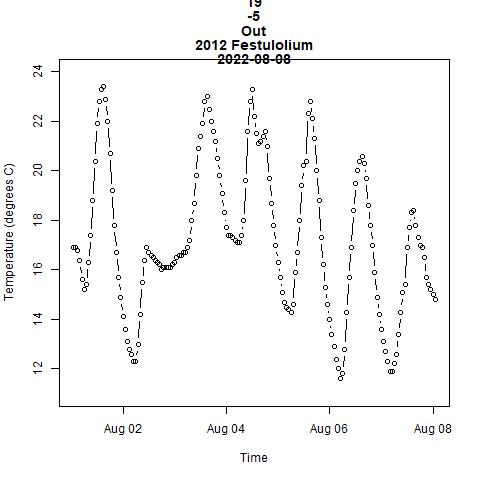 19
-5
Out
2012 Festulolium
2022-08-08
Temperature (degrees C)
24
22
20
18
16
14
12
Aug 02
Aug 04
Aug 06
Aug 08
Time